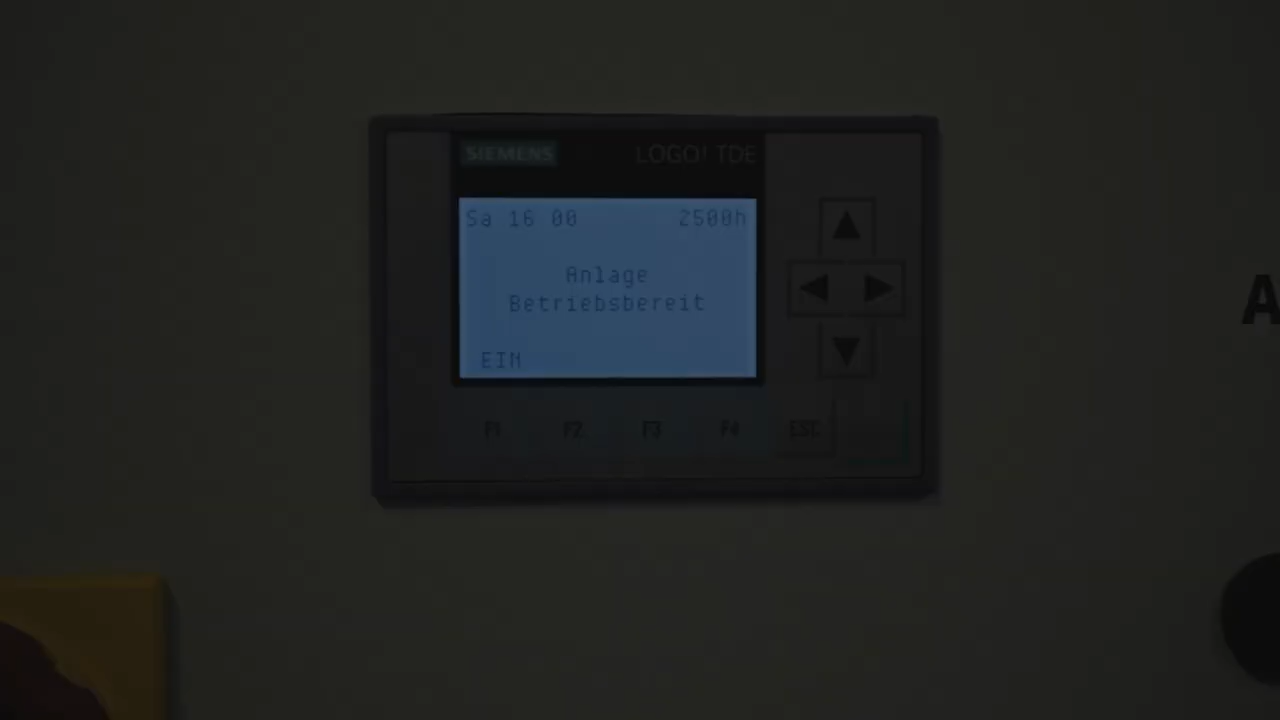 SIEMENS LOGO! TDE
Sa 16 00 2500h
Anlage
Betriebsbereit
EIN
F1 F2 F3 F4 ESC
A